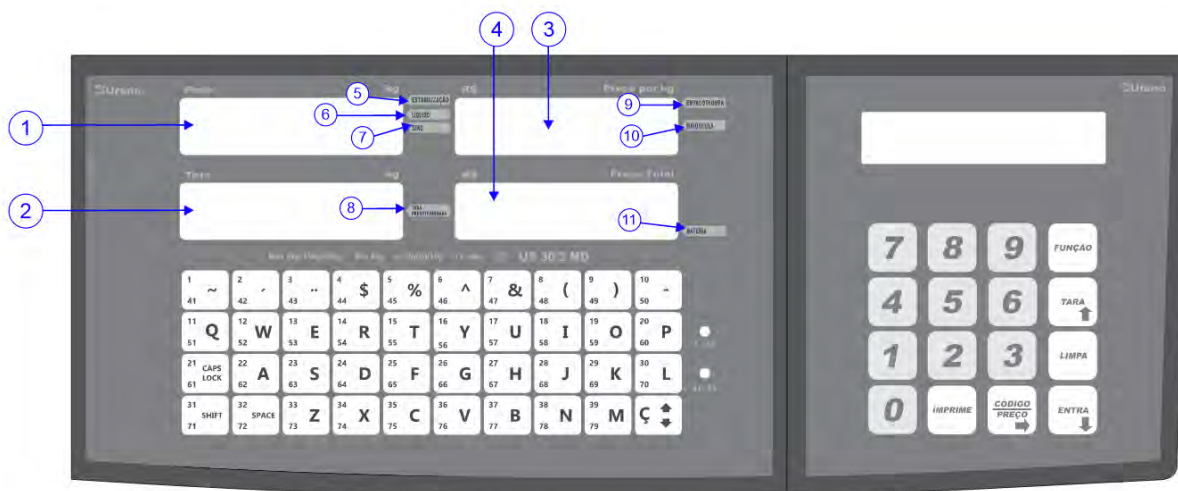 4 3
Urano Peso kg R$ Preço por kg Urano
5 ESTABILIZAÇÃO 9
6 LÍQUIDO
1 7 ZERO 10
Tara kg R$ Preço Total
2 8 11 BATERIA
US 30/2
1 41 ~ 2 42 ´ 3 43 ¨ 4 44 $ 5 45 % 6 46 ^ 7 47 & 8 48 ( 9 49 ) 10 50 -
11 51 Q 12 52 W 13 53 E 14 54 R 15 55 T 16 56 Y 17 57 U 18 58 I 19 59 O 20 60 P
21 61 CAPS LOCK 22 62 A 23 63 S 24 64 D 25 65 F 26 66 G 27 67 H 28 68 J 29 69 K 30 70 L
31 71 SHIFT 32 72 SPACE 33 73 Z 34 74 X 35 75 C 36 76 V 37 77 B 38 78 N 39 79 M Ç
7 8 9 FUNÇÃO
4 5 6 TARA
1 2 3 LIMPA
0 IMPRIME CÓDIGO PREÇO ENTRA